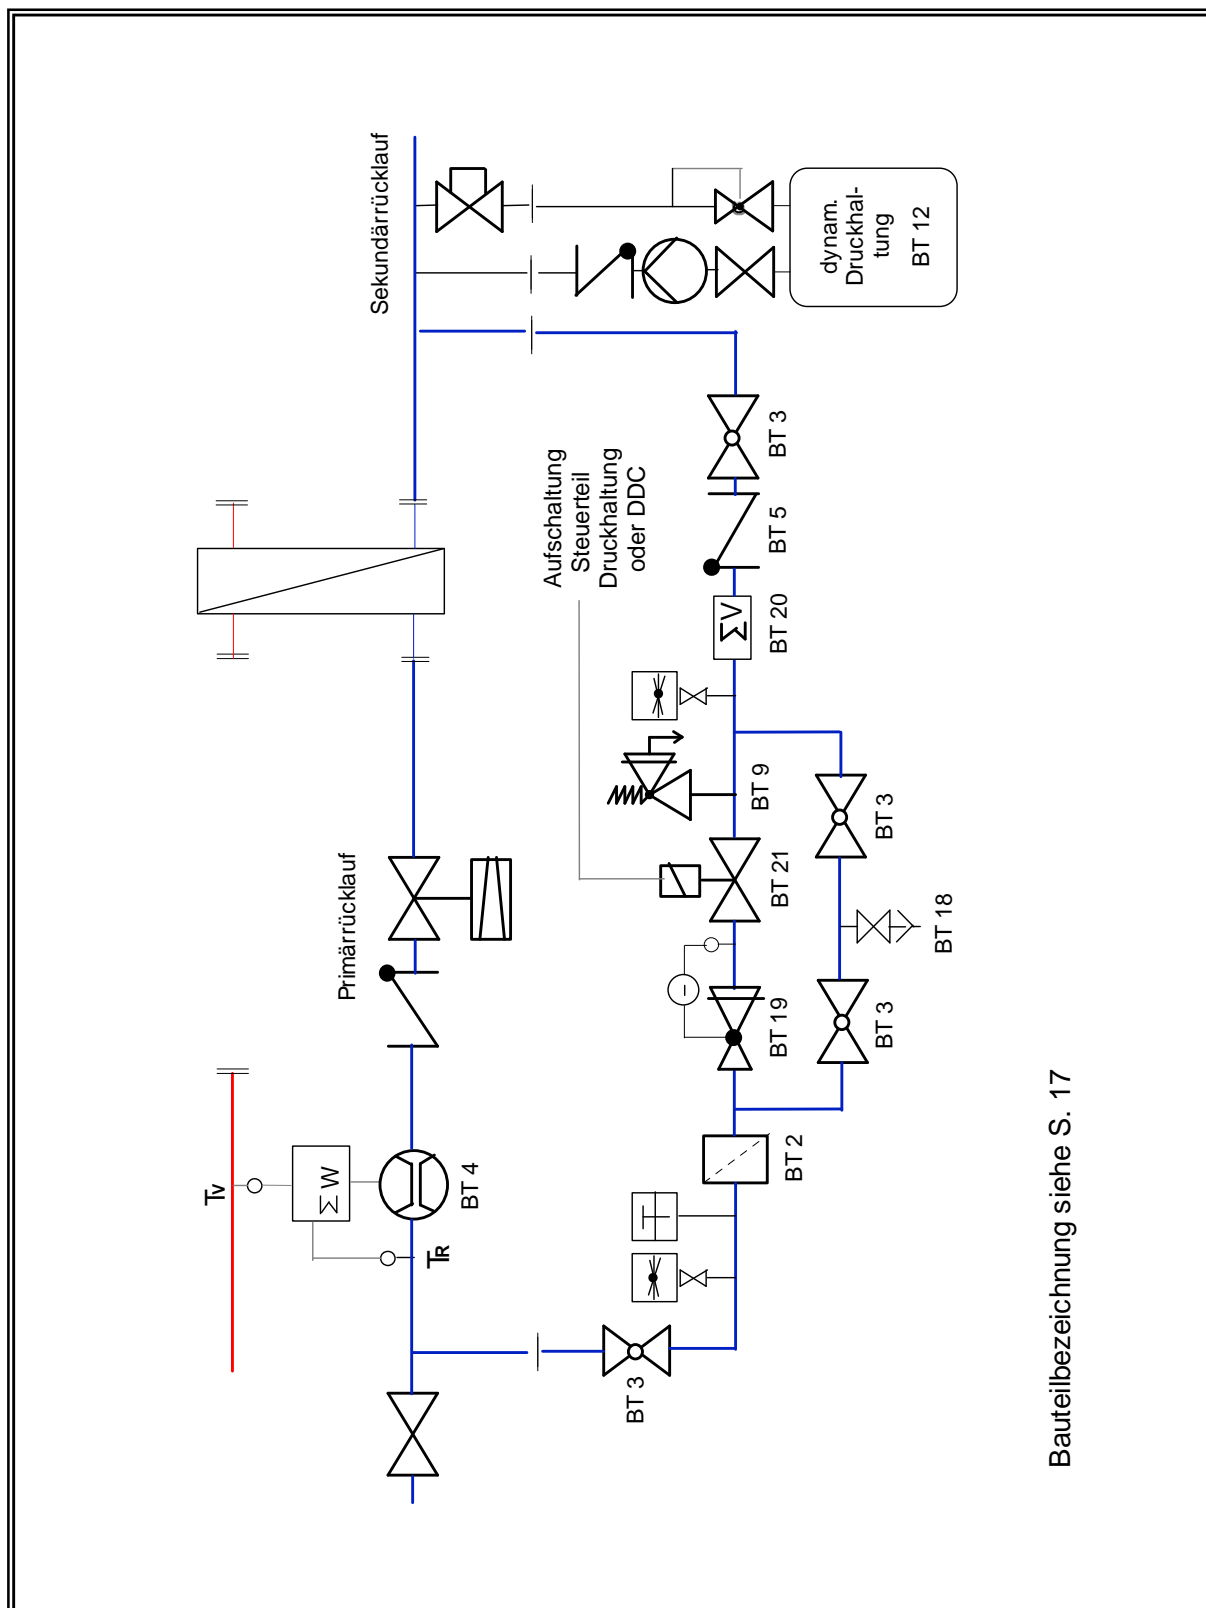 Sekundärrücklauf
dynam.
Druckhal-
tung
BT 12
BT 3
Aufschaltung
Steuerteil
Druckhaltung
oder DDC
BT 5
ΣV
BT 20
BT 9
BT 3
Primärrücklauf
BT 21
BT 18
BT 19
BT 3
TV
ΣW
BT 4
TR
BT 2
BT 3
Bauteilbezeichnung siehe S. 17